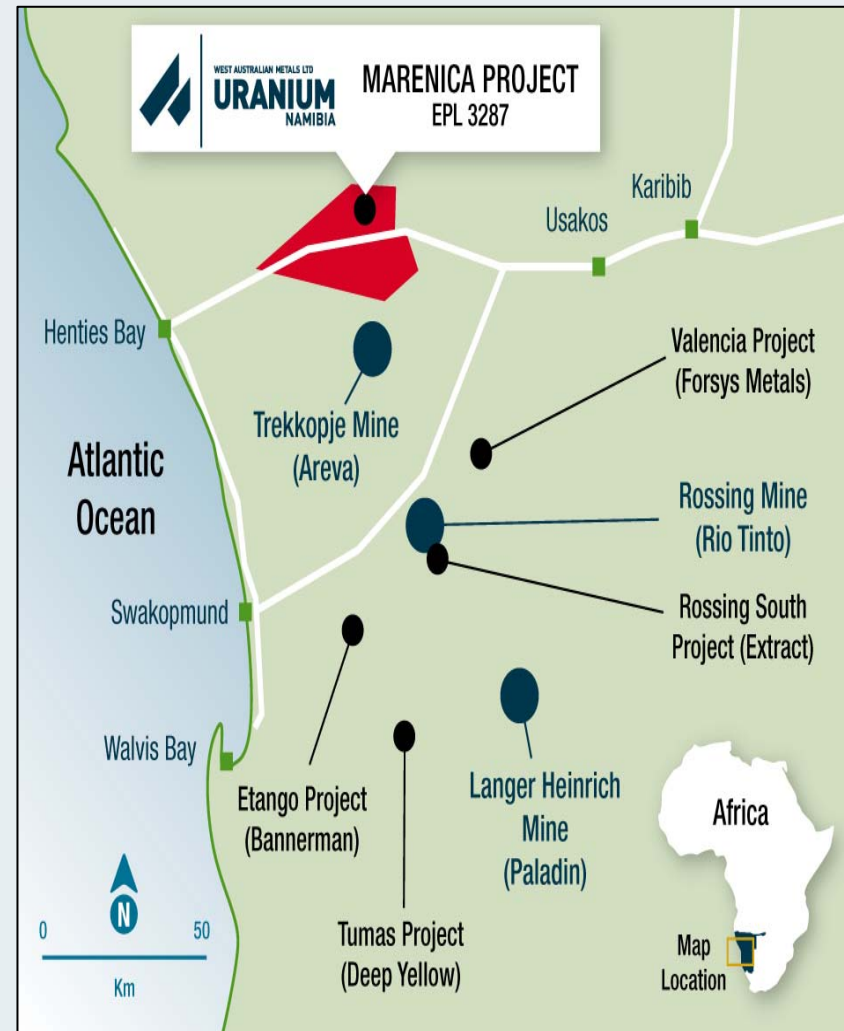 WEST AUSTRALIAN METALS LTD
URANIUM
NAMIBIA
MARENICA PROJECT
EPL 3287
Karibib
Usakos
Henties Bay
Valencia Project
(Forsys Metals)
Trekkopje Mine
(Areva)
Atlantic
Ocean
Rossing Mine
(Rio Tinto)
Swakopmund
Rossing South
Project (Extract)
Walvis Bay
Etango Project
(Bannerman)
Langer Heinrich
Mine
(Paladin)
Africa
N
0 50
Km
Tumas Project
(Deep Yellow)
Map
Location